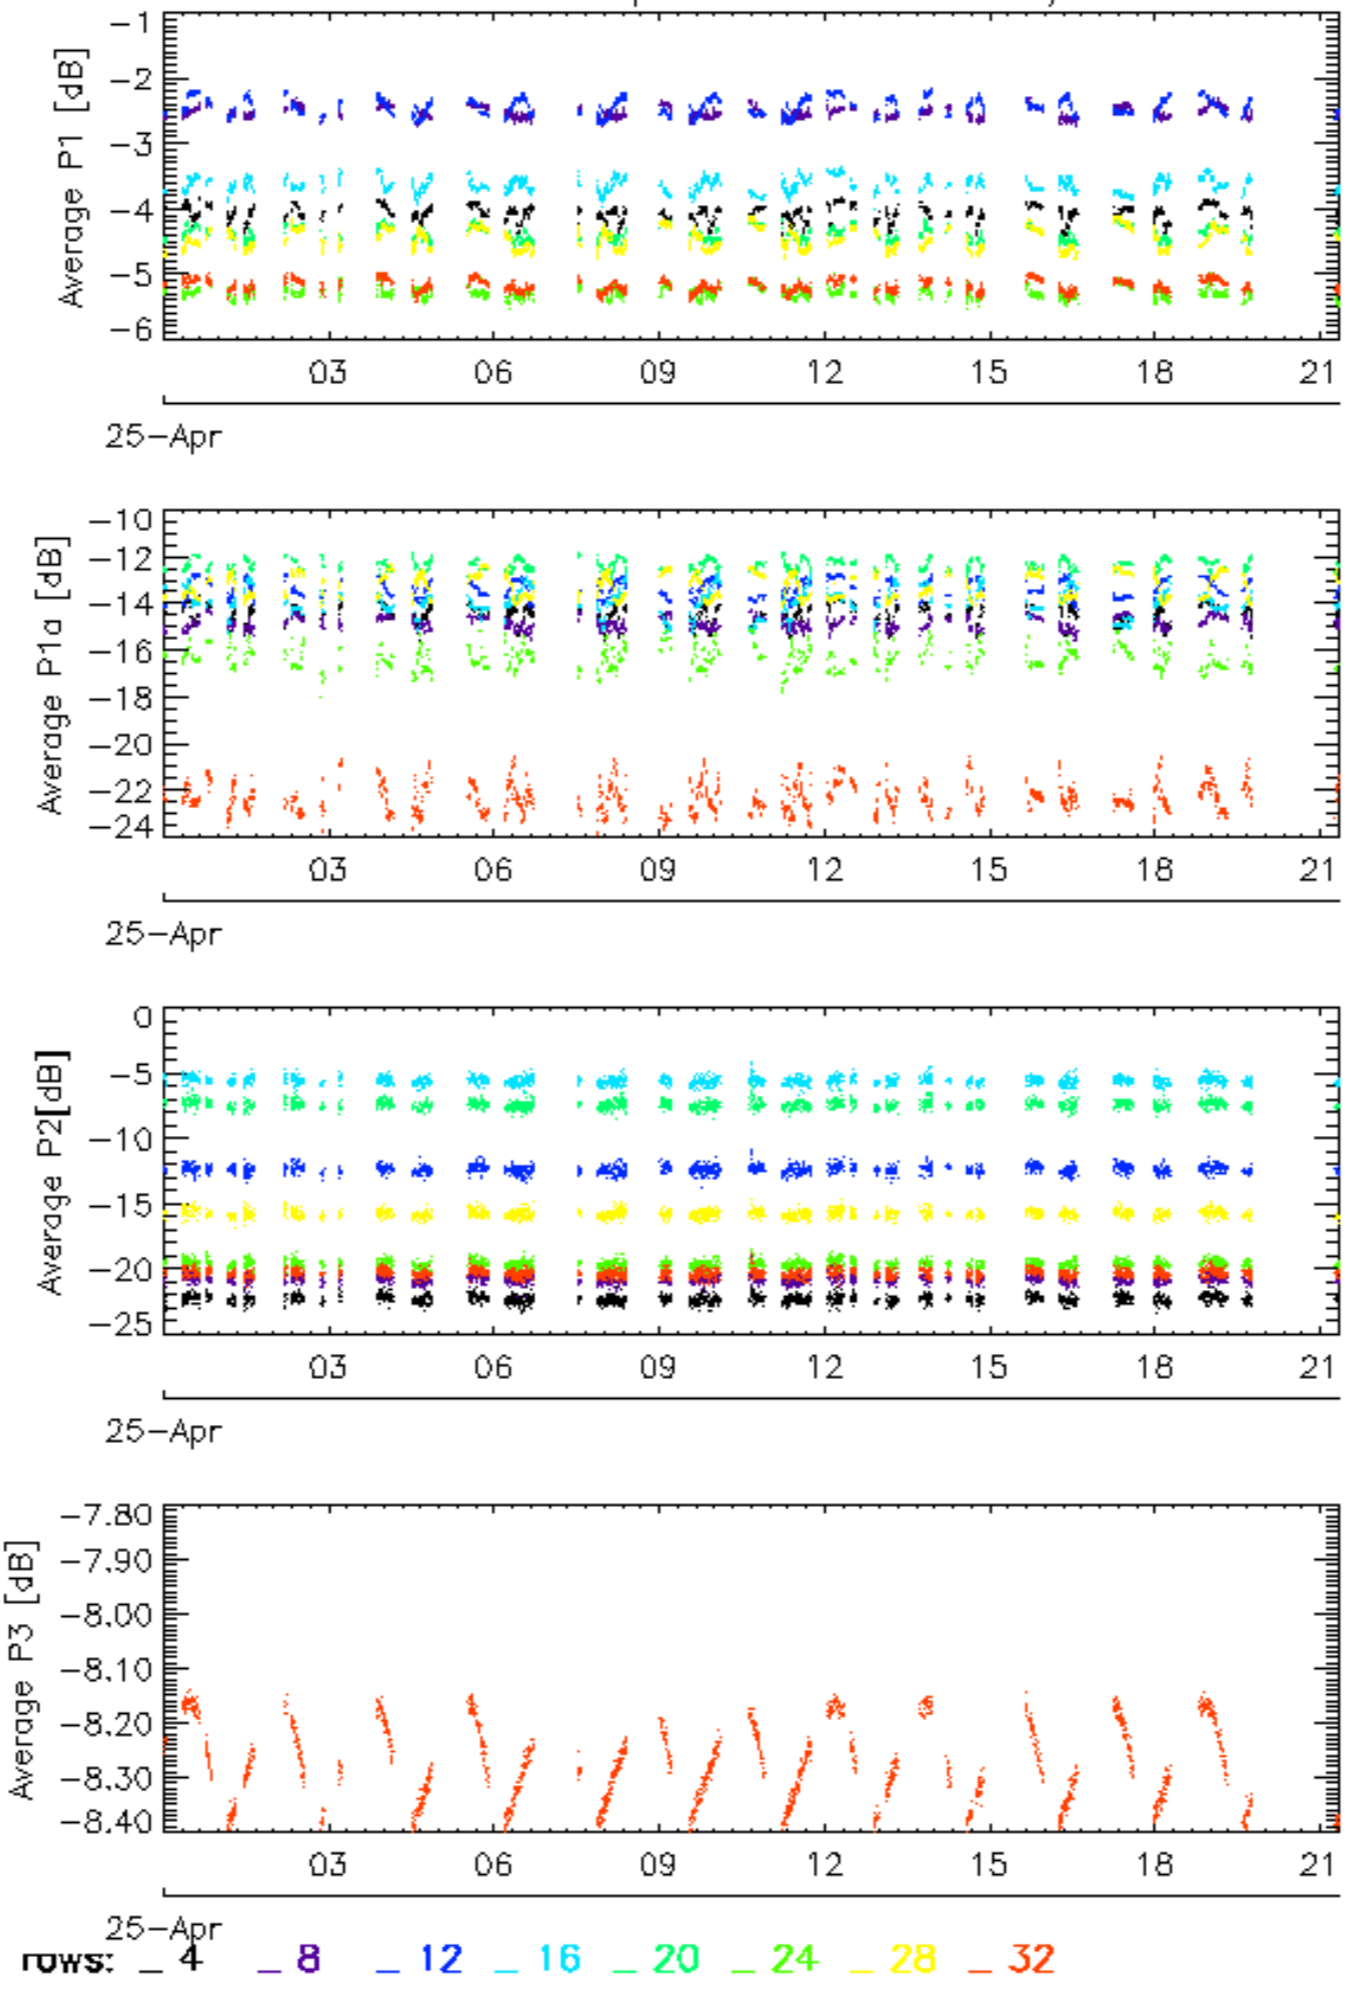 Average P1 [dB]
-1
-2
-3
-4
-5
-6
03 06 09 12 15 18 21
25-Apr
Average P1a [dB]
-10
-12
-14
-16
-18
-20
-22
-24
03 06 09 12 15 18 21
25-Apr
Average P2[dB]
0
-5
-10
-15
-20
-25
03 06 09 12 15 18 21
25-Apr
Average P3 [dB]
-7.80
-7.90
-8.00
-8.10
-8.20
-8.30
-8.40
03 06 09 12 15 18 21
25-Apr
rows: _ 4 _ 8 _ 12 _ 16 _ 20 _ 24 _ 28 _ 32